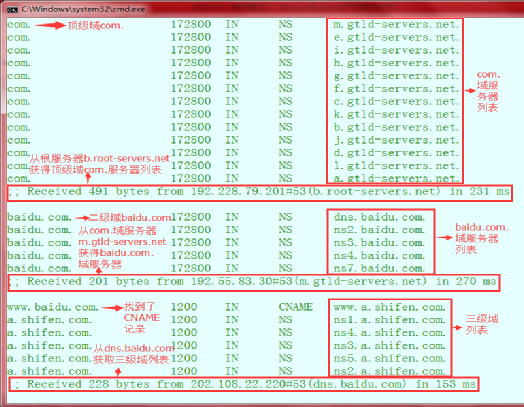 C:\Windows\system32\cmd.exe
com. 顶级域com. 172800 IN NS m.gtld-servers.net.
com. 172800 IN NS e.gtld-servers.net.
com. 172800 IN NS i.gtld-servers.net.
com. 172800 IN NS h.gtld-servers.net.
com. 172800 IN NS g.gtld-servers.net.
com. 172800 IN NS f.gtld-servers.net.
com. 172800 IN NS c.gtld-servers.net.
com. 172800 IN NS k.gtld-servers.net.
com. 172800 IN NS b.gtld-servers.net.
com. 172800 IN NS j.gtld-servers.net.
com. 172800 IN NS d.gtld-servers.net.
com. 172800 IN NS l.gtld-servers.net.
com. 172800 IN NS a.gtld-servers.net.
com.
域服务器
列表
从根服务器b.root-servers.net
获得顶级域com.服务器列表
;; Received 491 bytes from 192.228.79.201#53(b.root-servers.net) in 231 ms
baidu.com. 二级域baidu.com. 172800 IN NS dns.baidu.com.
baidu.com. 172800 IN NS ns2.baidu.com.
baidu.com. 172800 IN NS ns3.baidu.com.
baidu.com. 172800 IN NS ns4.baidu.com.
baidu.com. 172800 IN NS ns7.baidu.com.
从com.域服务器
m.gtld-servers.net
获得baidu.com.
域服务器
baidu.com.
域服务器
列表
;; Received 201 bytes from 192.55.83.30#53(m.gtld-servers.net) in 270 ms
www.baidu.com. 1200 IN CNAME www.a.shifen.com.
a.shifen.com. 1200 IN NS ns1.a.shifen.com.
a.shifen.com. 1200 IN NS ns4.a.shifen.com.
a.shifen.com. 1200 IN NS ns3.a.shifen.com.
a.shifen.com. 1200 IN NS ns5.a.shifen.com.
a.shifen.com. 1200 IN NS ns2.a.shifen.com.
找到了
CNAME
记录
从dns.baidu.com
获取三级域列表
三级域
列表
;; Received 228 bytes from 202.108.22.220#53(dns.baidu.com) in 153 ms